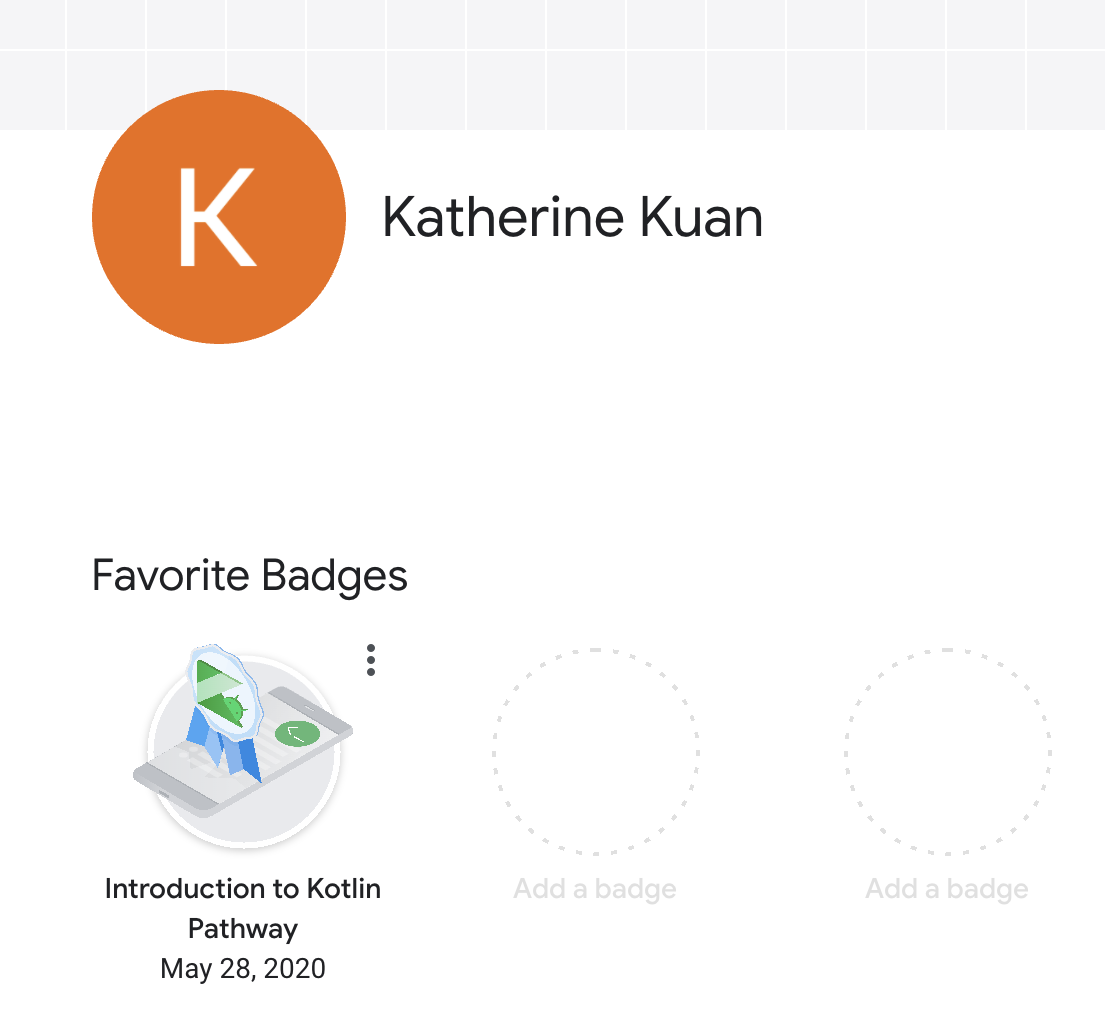 K
Katherine Kuan
Favorite Badges
Introduction to Kotlin
Pathway
May 28, 2020
Add a badge
Add a badge